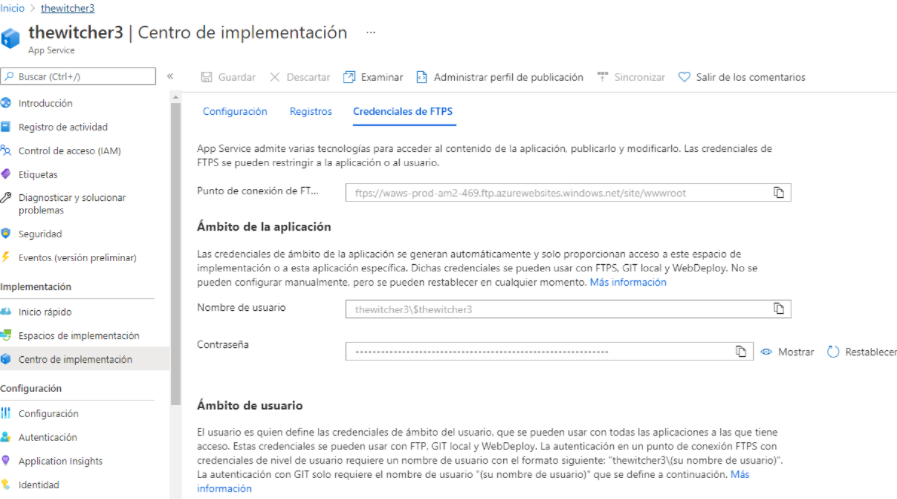 Inicio > thewitcher3
thewitcher3 | Centro de implementación ...
App Service
Buscar (Ctrl+/)
«
Guardar
Descartar
Examinar
Administrar perfil de publicación
Sincronizar
Salir de los comentarios
Introducción
Registro de actividad
Control de acceso (IAM)
Etiquetas
Diagnosticar y solucionar
problemas
Seguridad
Eventos (versión preliminar)
Implementación
Inicio rápido
Espacios de implementación
Centro de implementación
Configuración
Configuración
Autenticación
Application Insights
Identidad
Configuración
Registros
Credenciales de FTPS
App Service admite varias tecnologías para acceder al contenido de la aplicación, publicarlo y modificarlo. Las credenciales de
FTPS se pueden restringir a la aplicación o al usuario.
Punto de conexión de FT...
ftps://waws-prod-am2-469.ftp.azurewebsites.windows.net/site/wwwroot
Ámbito de la aplicación
Las credenciales de ámbito de la aplicación se generan automáticamente y solo proporcionan acceso a este espacio de
implementación o a esta aplicación específica. Dichas credenciales se pueden usar con FTPS, GIT local y WebDeploy. No se
pueden configurar manualmente, pero se pueden restablecer en cualquier momento. Más información
Nombre de usuario
thewitcher3\$thewitcher3
Contraseña
Mostrar
Restablecer
Ámbito de usuario
El usuario es quien define las credenciales de ámbito del usuario, que se pueden usar con todas las aplicaciones a las que tiene
acceso. Estas credenciales se pueden usar con FTP, GIT local y WebDeploy. La autenticación en un punto de conexión FTPS con
credenciales de nivel de usuario requiere un nombre de usuario con el formato siguiente: "thewitcher3\(su nombre de usuario)".
La autenticación con GIT solo requiere el nombre de usuario "(su nombre de usuario)" que se define a continuación. Más
información